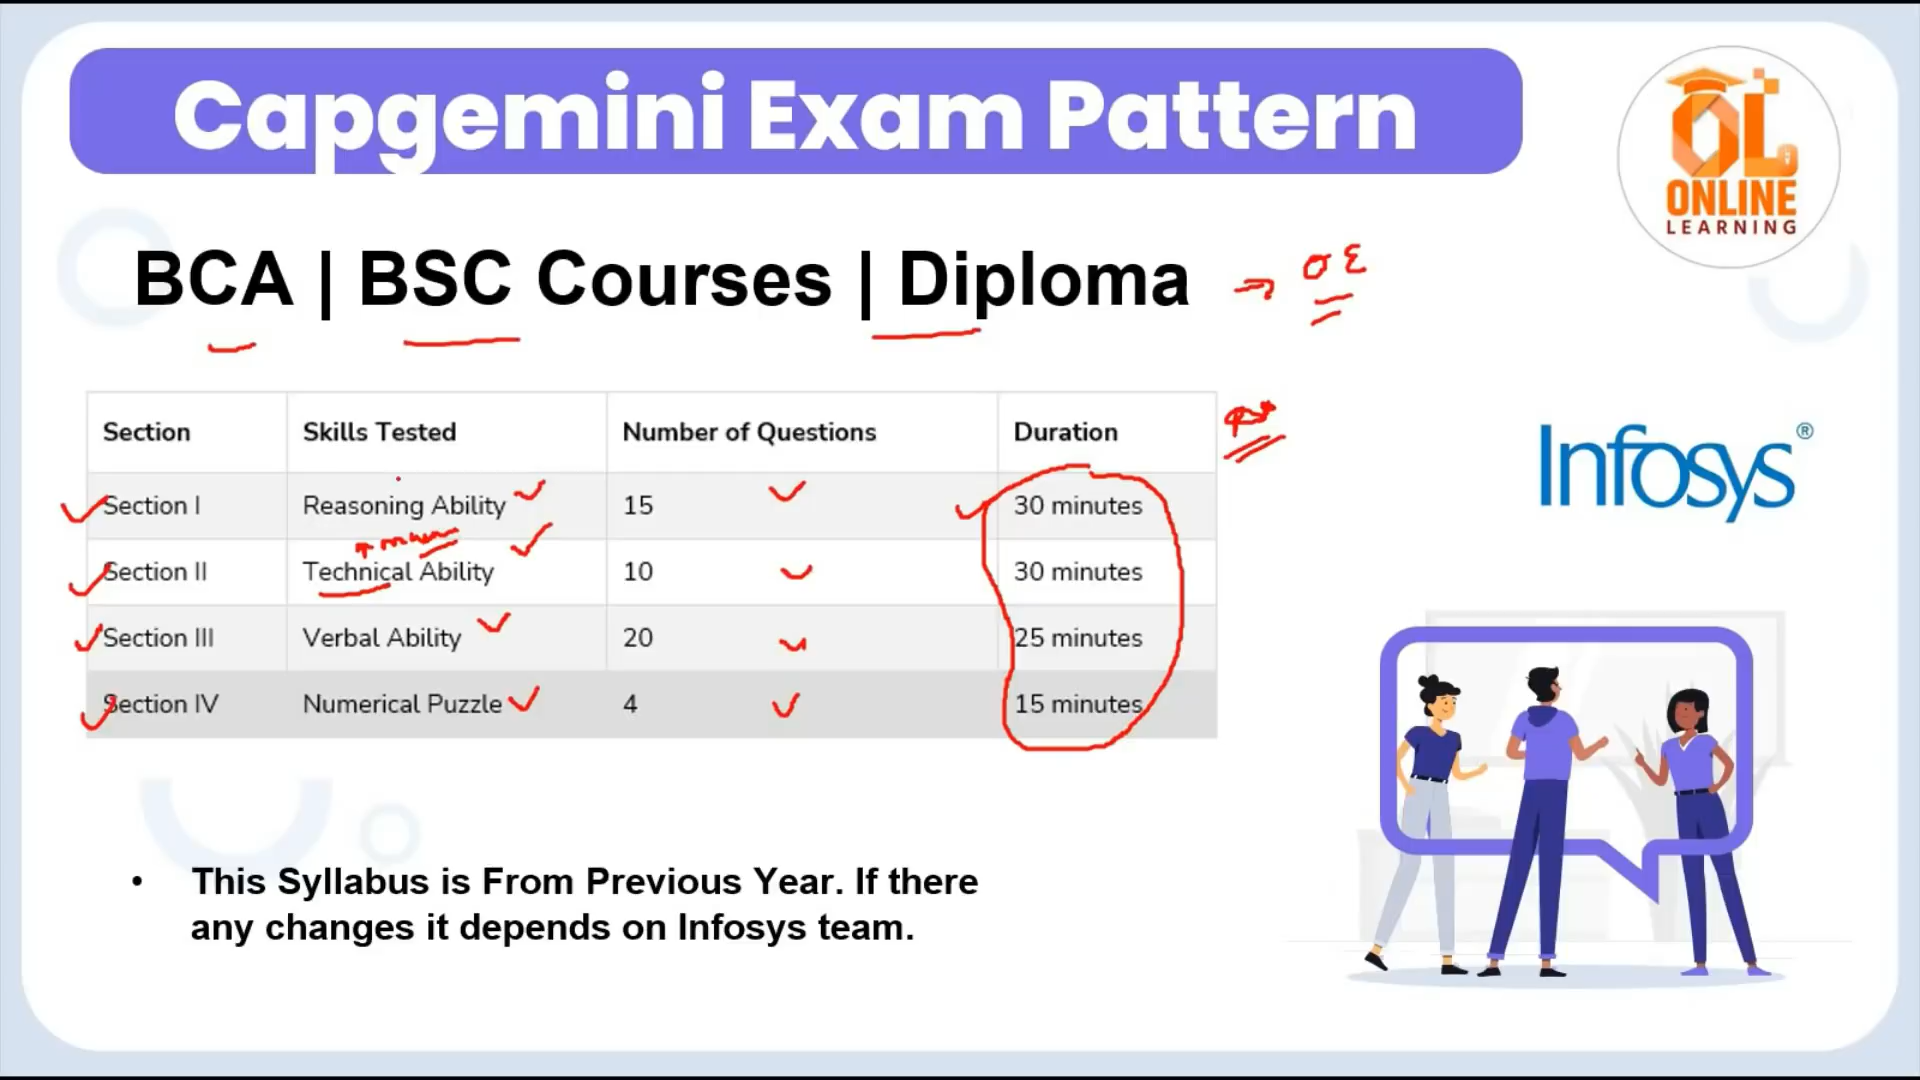 Capgemini Exam Pattern
OL
ONLINE
LEARNING
BCA | BSC Courses | Diploma
Section Skills Tested Number of Questions Duration
Section I Reasoning Ability 15 30 minutes
Section II Technical Ability 10 30 minutes
Section III Verbal Ability 20 25 minutes
Section IV Numerical Puzzle 4 15 minutes
Infosys®
• This Syllabus is From Previous Year. If there
any changes it depends on Infosys team.